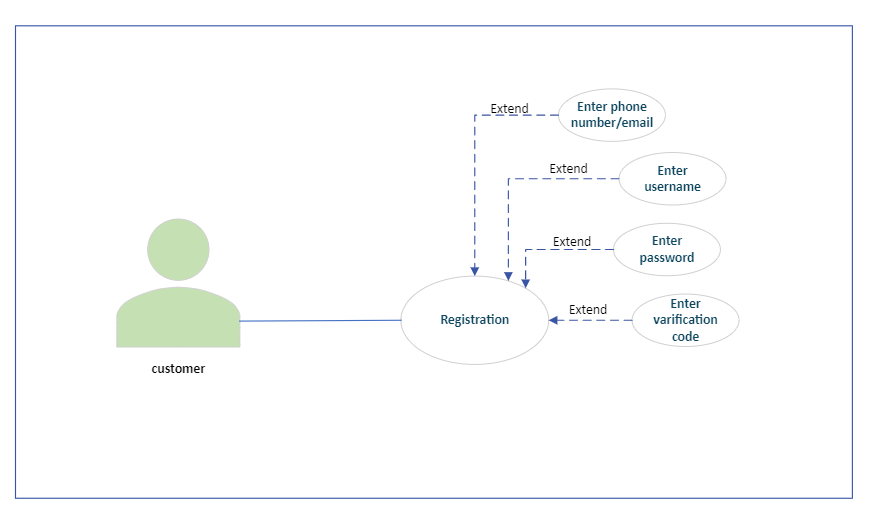 Extend
Enter phone
number/email
Extend
Enter
username
Extend
Enter
password
Extend
Enter
varification
code
Registration
customer